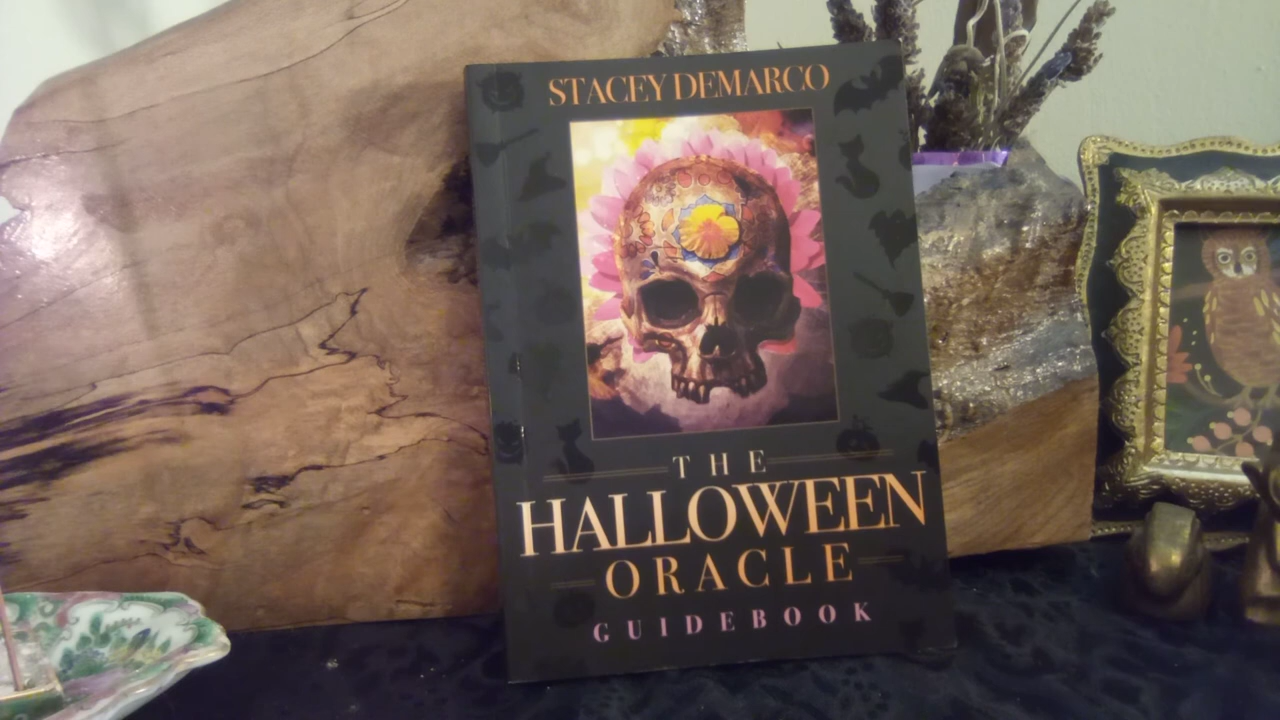 STACEY DEMARCO
THE
HALLOWEEN
ORACLE
GUIDEBOOK